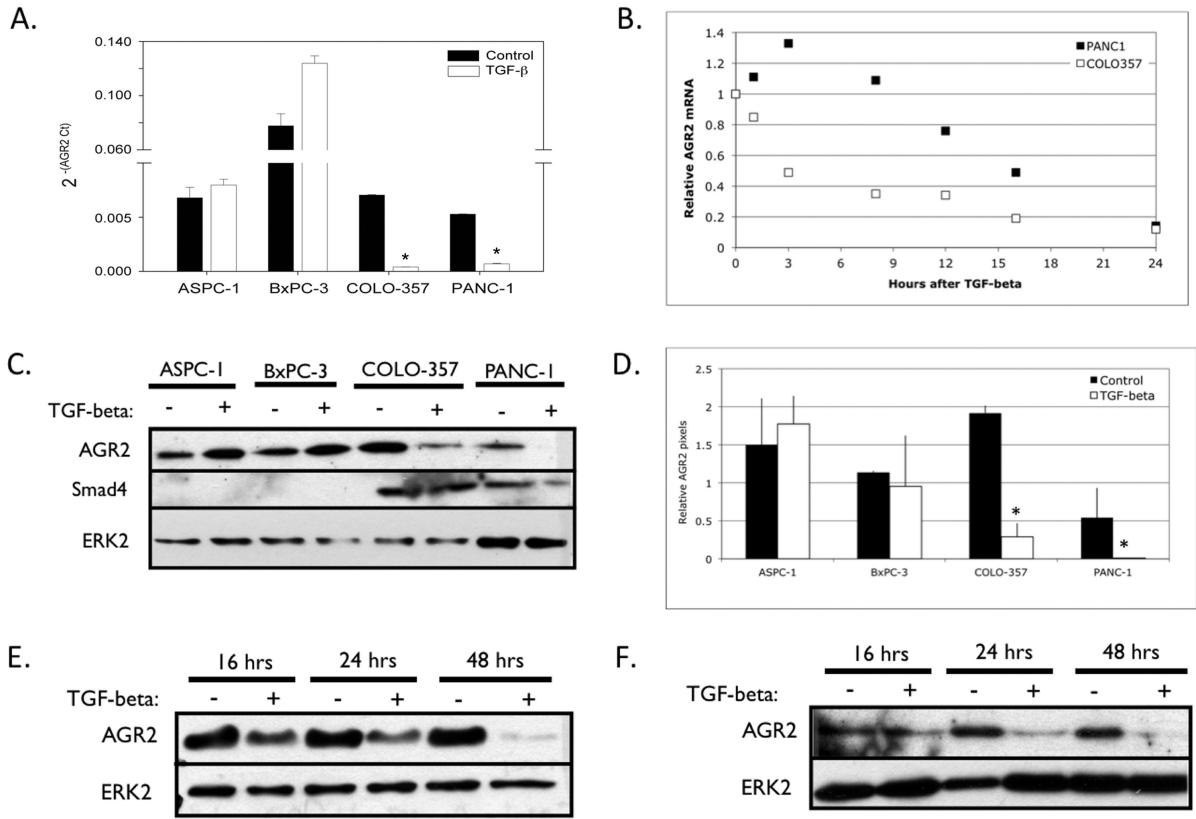 A.
0.140
0.100
0.060
0.005
0.000
2^-(AGR2 Ct)
Control
TGF-β
*
*
ASPC-1 BxPC-3 COLO-357 PANC-1
B.
1.4
1.2
1
0.8
0.6
0.4
0.2
0
Relative AGR2 mRNA
PANC1
COLO357
0 3 6 9 12 15 18 21 24
Hours after TGF-beta
C.
ASPC-1 BxPC-3 COLO-357 PANC-1
TGF-beta: - + - + - + - +
AGR2
Smad4
ERK2
D.
2.5
2
1.5
1
0.5
0
Relative AGR2 pixels
Control
TGF-beta
*
*
ASPC-1 BxPC-3 COLO-357 PANC-1
E.
16 hrs 24 hrs 48 hrs
TGF-beta: - + - + - +
AGR2
ERK2
F.
16 hrs 24 hrs 48 hrs
TGF-beta: - + - + - +
AGR2
ERK2